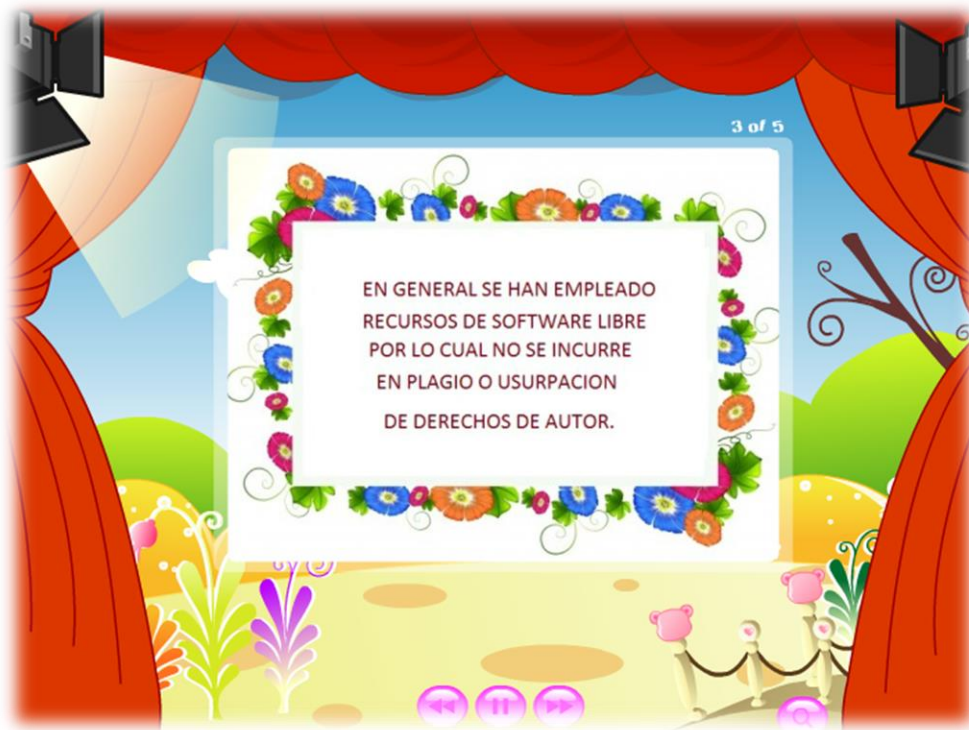 3 of 5
EN GENERAL SE HAN EMPLEADO
RECURSOS DE SOFTWARE LIBRE
POR LO CUAL NO SE INCURRE
EN PLAGIO O USURPACION
DE DERECHOS DE AUTOR.